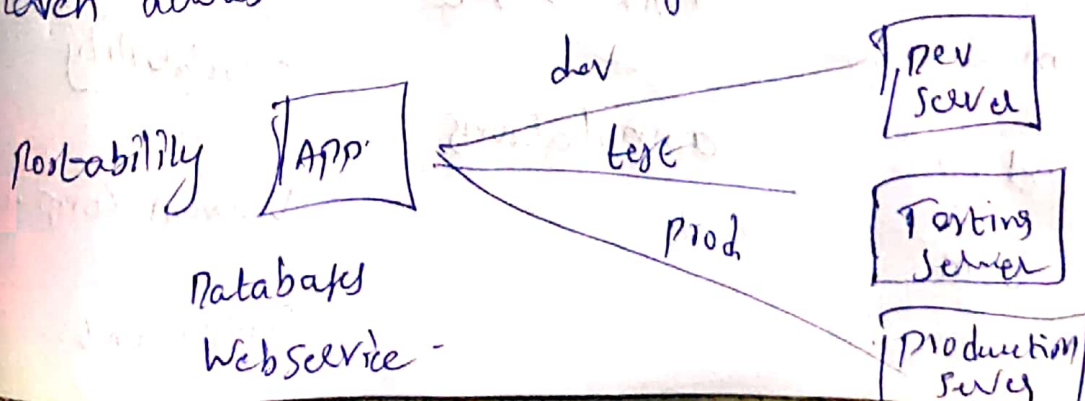 dev
Dev
Server
Portability
APP
test
Testing
Server
Prod
Databases
Webservice -
Production
Server